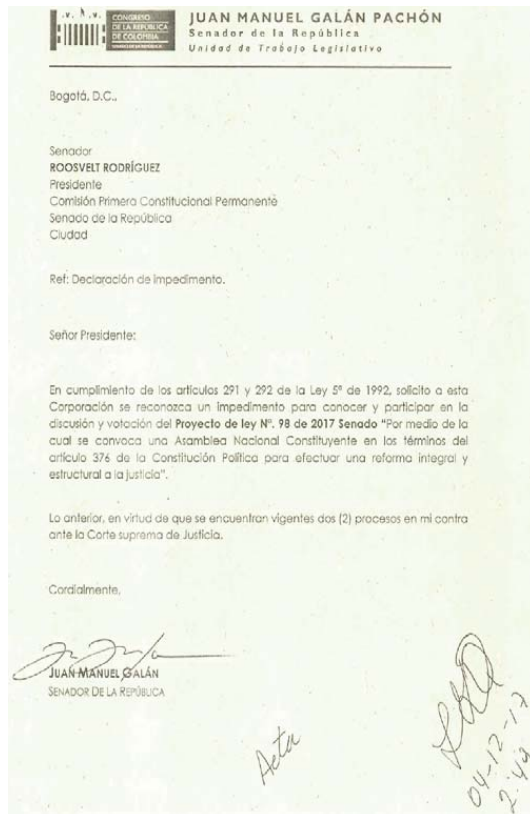 CONGRESO
DE LA REPÚBLICA
DE COLOMBIA
JUAN MANUEL GALÁN PACHÓN
Senador de la República
Unidad de Trabajo Legislativo
Bogotá, D.C.,
Senador
ROOSVELT RODRÍGUEZ
Presidente
Comisión Primera Constitucional Permanente
Senado de la República
Ciudad
Ref: Declaración de impedimento.
Señor Presidente:
En cumplimiento de los artículos 291 y 292 de la Ley 5ª de 1992, solicito a esta
Corporación se reconozca un impedimento para conocer y participar en la
discusión y votación del Proyecto de ley Nº. 98 de 2017 Senado "Por medio de la
cual se convoca una Asamblea Nacional Constituyente en los términos del
artículo 376 de la Constitución Política para efectuar una reforma integral y
estructural a la justicia".
Lo anterior, en virtud de que se encuentran vigentes dos (2) procesos en mi contra
ante la Corte suprema de Justicia.
Cordialmente,
JUAN MANUEL GALÁN
SENADOR DE LA REPÚBLICA
Acta
04-12-17